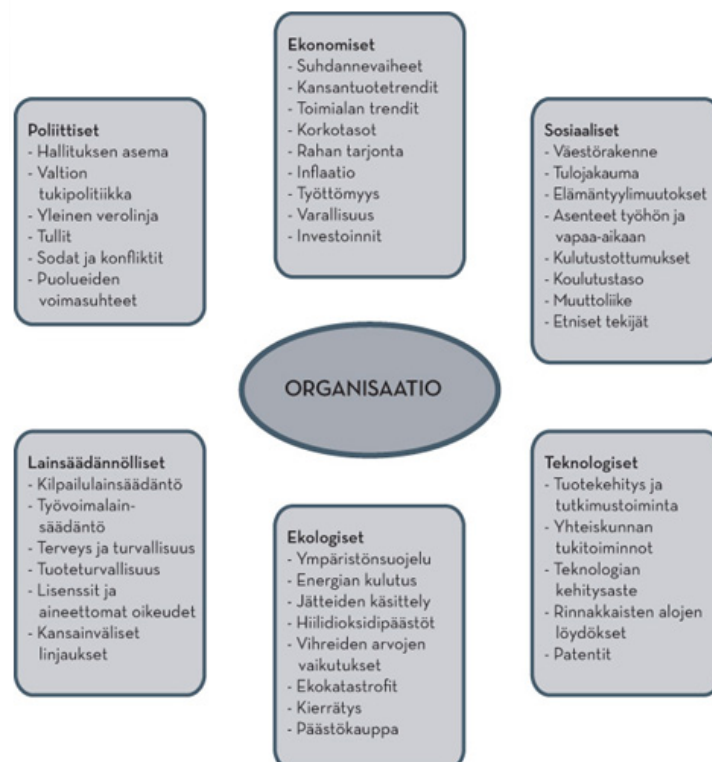 Ekonomiset
- Suhdannevaiheet
- Kansantuotetrendit
- Toimialan trendit
- Korkotasot
- Rahan tarjonta
- Inflaatio
- Työttömyys
- Varallisuus
- Investoinnit
Poliittiset
- Hallituksen asema
- Valtion
tukipolitiikka
- Yleinen verolinja
- Tullit
- Sodat ja konfliktit
- Puolueiden
voimasuhteet
Sosiaaliset
- Väestörakenne
- Tulojakauma
- Elämäntyylimuutokset
- Asenteet työhön ja
vapaa-aikaan
- Kulutustottumukset
- Koulutustaso
- Muuttoliike
- Etniset tekijät
ORGANISAATIO
Lainsäädännölliset
- Kilpailulainsäädäntö
- Työvoimalain-
säädäntö
- Terveys ja turvallisuus
- Tuoteturvallisuus
- Lisenssit ja
aineettomat oikeudet
- Kansainväliset
linjaukset
Ekologiset
- Ympäristönsuojelu
- Energian kulutus
- Jätteiden käsittely
- Hiilidioksidipäästöt
- Vihreiden arvojen
vaikutukset
- Ekokatastrofit
- Kierrätys
- Päästökauppa
Teknologiset
- Tuotekehitys ja
tutkimustoiminta
- Yhteiskunnan
tukitoiminnot
- Teknologian
kehitysaste
- Rinnakkaisten alojen
löydökset
- Patentit